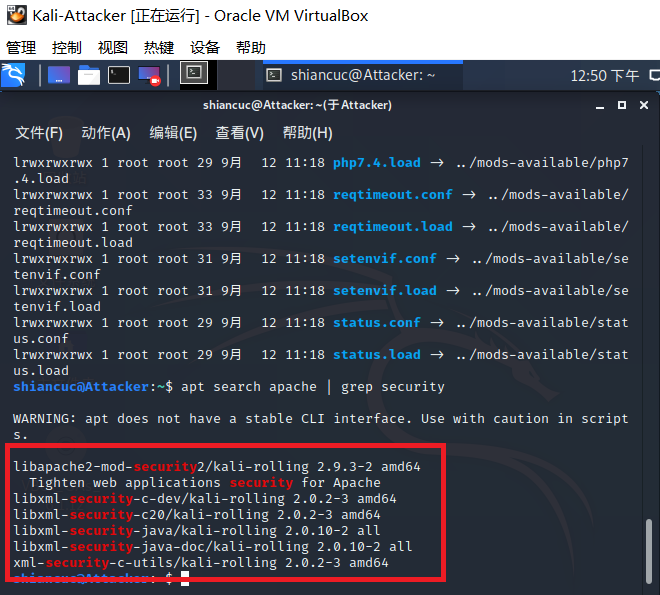 Kali-Attacker [正在运行] - Oracle VM VirtualBox
管理 控制 视图 热键 设备 帮助
shiancuc@Attacker: ~ 12:50 下午
shiancuc@Attacker: ~(于 Attacker)
文件(F) 动作(A) 编辑(E) 查看(V) 帮助(H)
lrwxrwxrwx 1 root root 29 9月  12 11:18 php7.4.load -> ../mods-available/php7
.4.load
lrwxrwxrwx 1 root root 33 9月  12 11:18 reqtimeout.conf -> ../mods-available/
reqtimeout.conf
lrwxrwxrwx 1 root root 33 9月  12 11:18 reqtimeout.load -> ../mods-available/
reqtimeout.load
lrwxrwxrwx 1 root root 31 9月  12 11:18 setenvif.conf -> ../mods-available/se
tenvif.conf
lrwxrwxrwx 1 root root 31 9月  12 11:18 setenvif.load -> ../mods-available/se
tenvif.load
lrwxrwxrwx 1 root root 29 9月  12 11:18 status.conf -> ../mods-available/stat
us.conf
lrwxrwxrwx 1 root root 29 9月  12 11:18 status.load -> ../mods-available/stat
us.load
shiancuc@Attacker:~$ apt search apache | grep security
WARNING: apt does not have a stable CLI interface. Use with caution in script
s.
libapache2-mod-security2/kali-rolling 2.9.3-2 amd64
Tighten web applications security for Apache
libxml-security-c-dev/kali-rolling 2.0.2-3 amd64
libxml-security-c20/kali-rolling 2.0.2-3 amd64
libxml-security-java/kali-rolling 2.0.10-2 all
libxml-security-java-doc/kali-rolling 2.0.10-2 all
xml-security-c-utils/kali-rolling 2.0.2-3 amd64
shiancuc@Attacker:~$